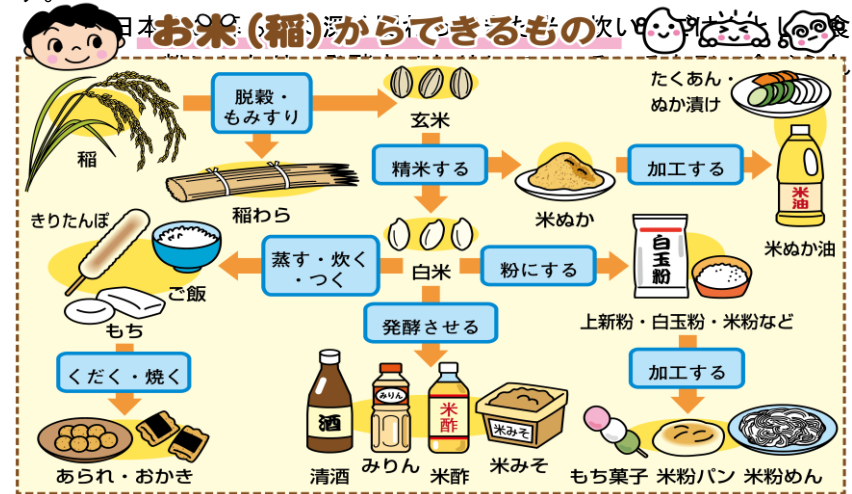 お米(稲)からできるもの
稲
脱穀・
もみすり
玄米
たくあん・
ぬか漬け
稲わら
精米する
米ぬか
加工する
米油
米ぬか油
きりたんぽ
ご飯
もち
蒸す・炊く
・つく
白米
粉にする
白玉粉
上新粉・白玉粉・米粉など
発酵させる
くだく・焼く
加工する
酒
みりん
米酢
米みそ
あられ・おかき
清酒
みりん
米酢
米みそ
もち菓子
米粉パン
米粉めん